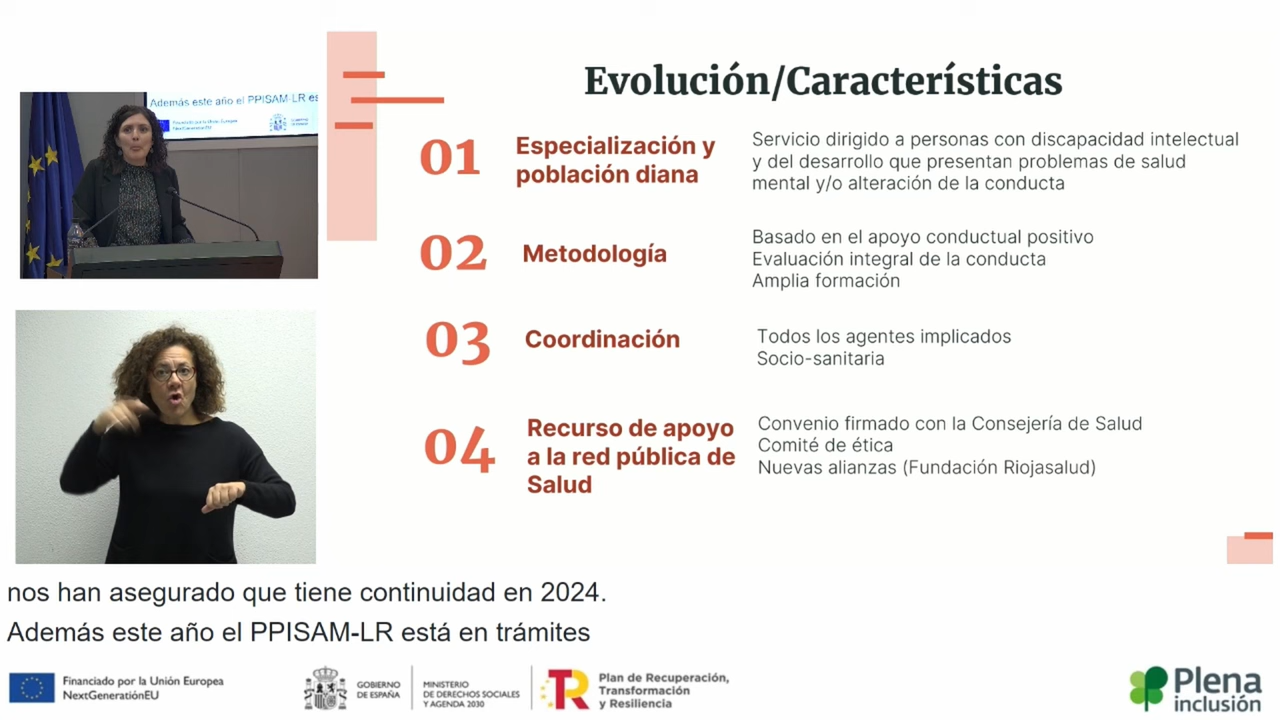 Además este año el PPISAM-LR es
Financiado por la Unión Europea
NextGenerationEU
Evolución/Características
01
Especialización y
población diana
Servicio dirigido a personas con discapacidad intelectual
y del desarrollo que presentan problemas de salud
mental y/o alteración de la conducta
02
Metodología
Basado en el apoyo conductual positivo
Evaluación integral de la conducta
Amplia formación
03
Coordinación
Todos los agentes implicados
Socio-sanitaria
04
Recurso de apoyo
a la red pública de
Salud
Convenio firmado con la Consejería de Salud
Comité de ética
Nuevas alianzas (Fundación Riojasalud)
nos han asegurado que tiene continuidad en 2024.
Además este año el PPISAM-LR está en trámites
Financiado por la Unión Europea
NextGenerationEU
GOBIERNO
DE ESPAÑA
MINISTERIO
DE DERECHOS SOCIALES
Y AGENDA 2030
Plan de Recuperación,
Transformación
y Resiliencia
Plena
inclusión